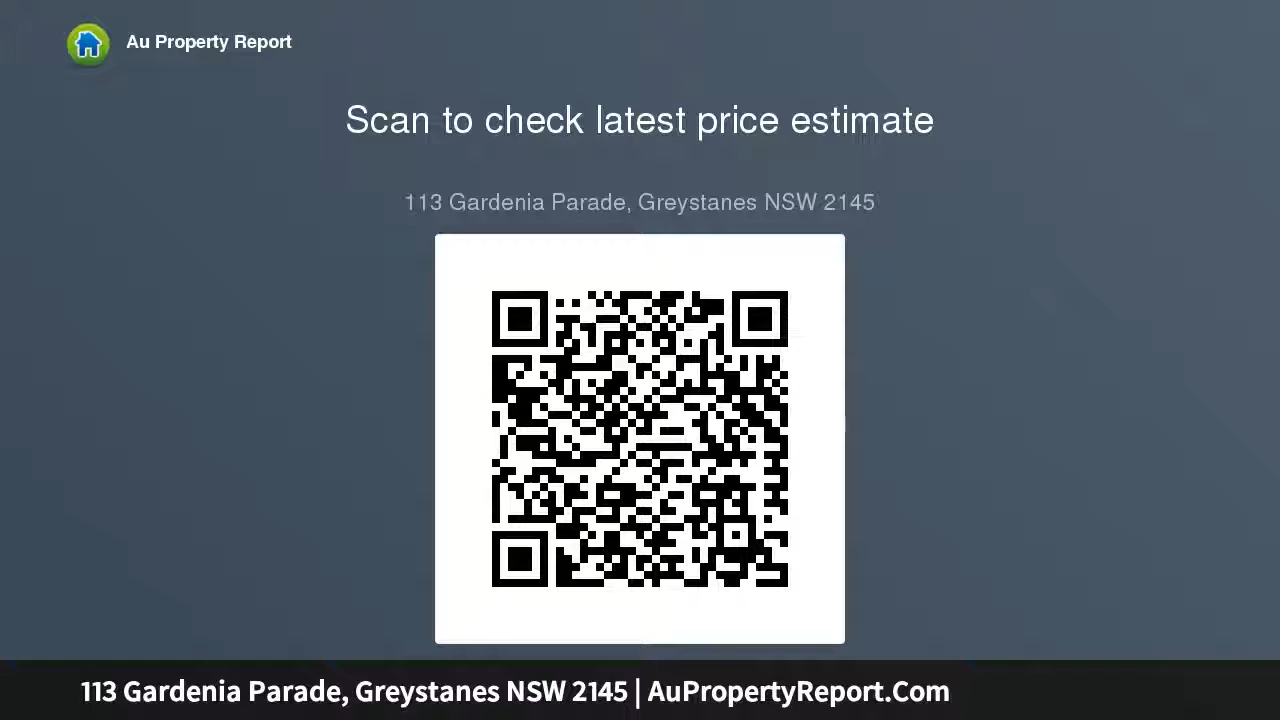 Au Property Report
Scan to check latest price estimate
113 Gardenia Parade, Greystanes NSW 2145
113 Gardenia Parade, Greystanes NSW 2145 | AuPropertyReport.Com